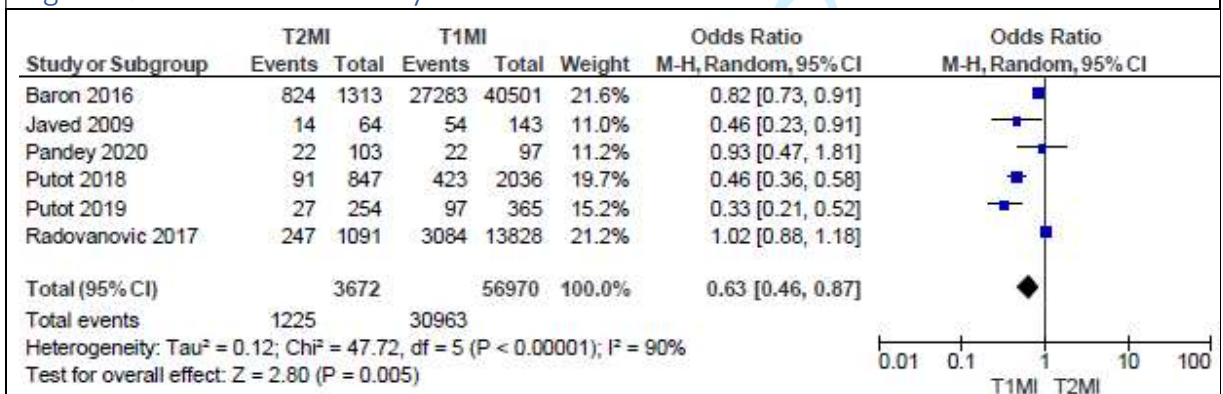 T2MI T1MI Odds Ratio Odds Ratio
Study or Subgroup Events Total Events Total Weight M-H, Random, 95% CI M-H, Random, 95% CI
Baron 2016 824 1313 27283 40501 21.6% 0.82 [0.73, 0.91]
Javed 2009 14 64 54 143 11.0% 0.46 [0.23, 0.91]
Pandey 2020 22 103 22 97 11.2% 0.93 [0.47, 1.81]
Putot 2018 91 847 423 2036 19.7% 0.46 [0.36, 0.58]
Putot 2019 27 254 97 365 15.2% 0.33 [0.21, 0.52]
Radovanovic 2017 247 1091 3084 13828 21.2% 1.02 [0.88, 1.18]
Total (95% CI) 3672 56970 100.0% 0.63 [0.46, 0.87]
Total events 1225 30963
Heterogeneity: Tau² = 0.12; Chi² = 47.72, df = 5 (P < 0.00001); I² = 90%
Test for overall effect: Z = 2.80 (P = 0.005)
0.01 0.1 1 10 100
T1MI T2MI